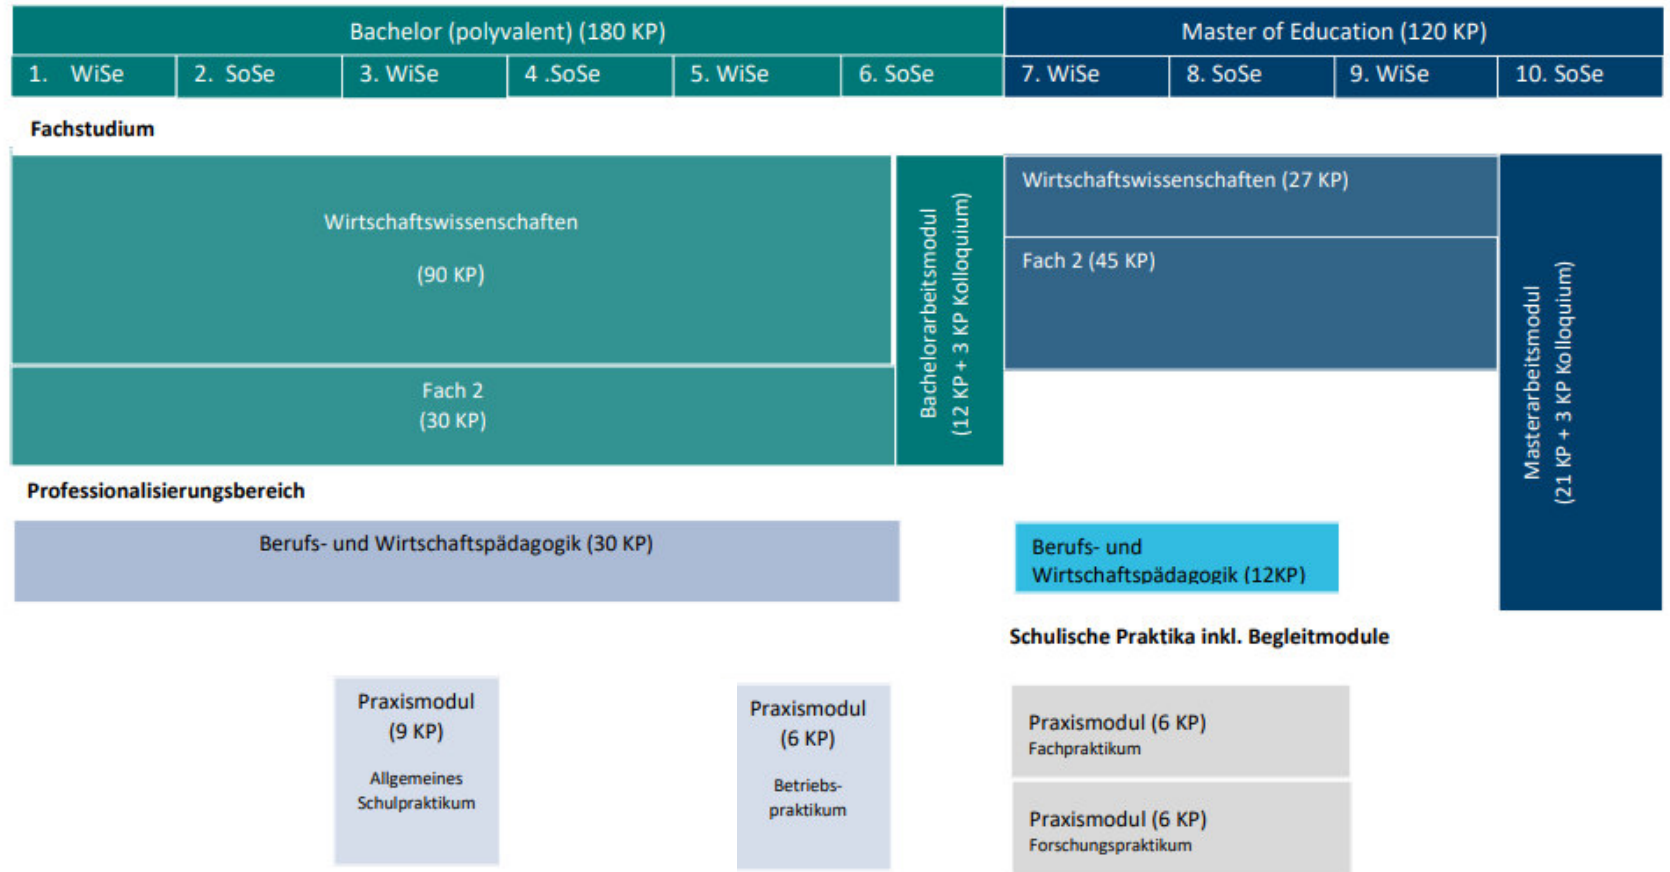 Bachelor (polyvalent) (180 KP)
Master of Education (120 KP)
1. WiSe
2. SoSe
3. WiSe
4 .SoSe
5. WiSe
6. SoSe
7. WiSe
8. SoSe
9. WiSe
10. SoSe
Fachstudium
Wirtschaftswissenschaften
(90 KP)
Fach 2
(30 KP)
Bachelorarbeitsmodul
(12 KP + 3 KP Kolloquium)
Wirtschaftswissenschaften (27 KP)
Fach 2 (45 KP)
Masterarbeitsmodul
(21 KP + 3 KP Kolloquium)
Professionalisierungsbereich
Berufs- und Wirtschaftspädagogik (30 KP)
Berufs- und
Wirtschaftspädagogik (12KP)
Schulische Praktika inkl. Begleitmodule
Praxismodul
(9 KP)
Allgemeines
Schulpraktikum
Praxismodul
(6 KP)
Betriebs-
praktikum
Praxismodul (6 KP)
Fachpraktikum
Praxismodul (6 KP)
Forschungspraktikum